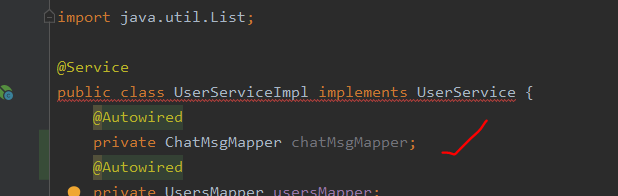 import java.util.List;
@Service
public class UserServiceImpl implements UserService {
@Autowired
private ChatMsgMapper chatMsgMapper;
@Autowired
private UsersMapper usersMapper;